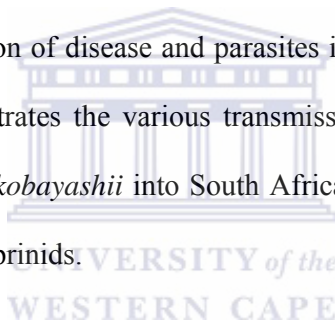 on of disease and parasites i
trates the various transmiss
kobayashii into South Africa
prinids.
UNIVERSITY of the
WESTERN CAPE